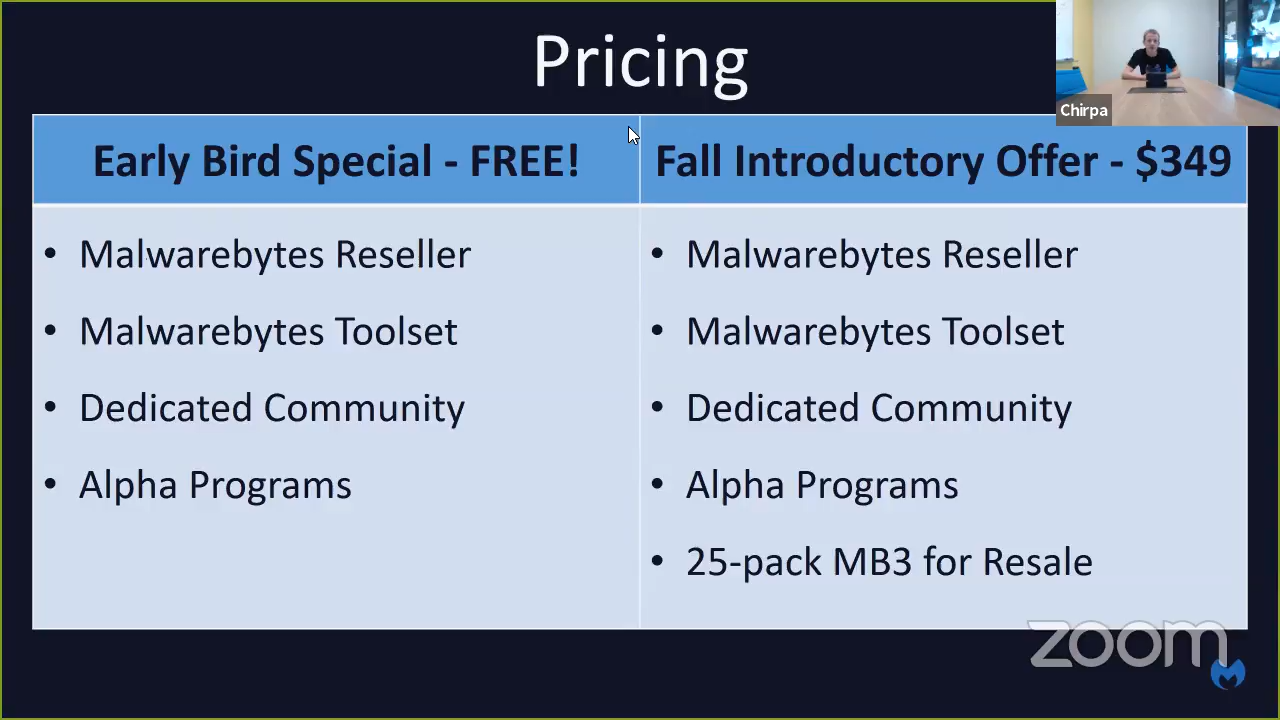 Pricing
Chirpa
Early Bird Special - FREE!
Fall Introductory Offer - $349
• Malwarebytes Reseller
• Malwarebytes Toolset
• Dedicated Community
• Alpha Programs
• Malwarebytes Reseller
• Malwarebytes Toolset
• Dedicated Community
• Alpha Programs
• 25-pack MB3 for Resale
zoom